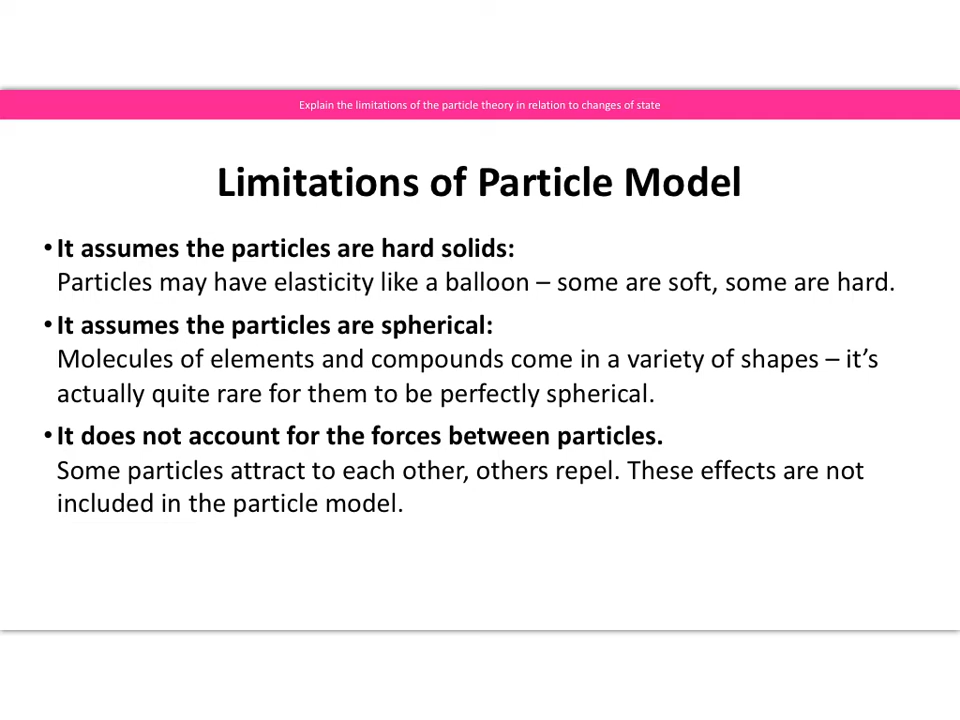 Explain the limitations of the particle theory in relation to changes of state
Limitations of Particle Model
• It assumes the particles are hard solids:
Particles may have elasticity like a balloon – some are soft, some are hard.
• It assumes the particles are spherical:
Molecules of elements and compounds come in a variety of shapes – it’s
actually quite rare for them to be perfectly spherical.
• It does not account for the forces between particles.
Some particles attract to each other, others repel. These effects are not
included in the particle model.